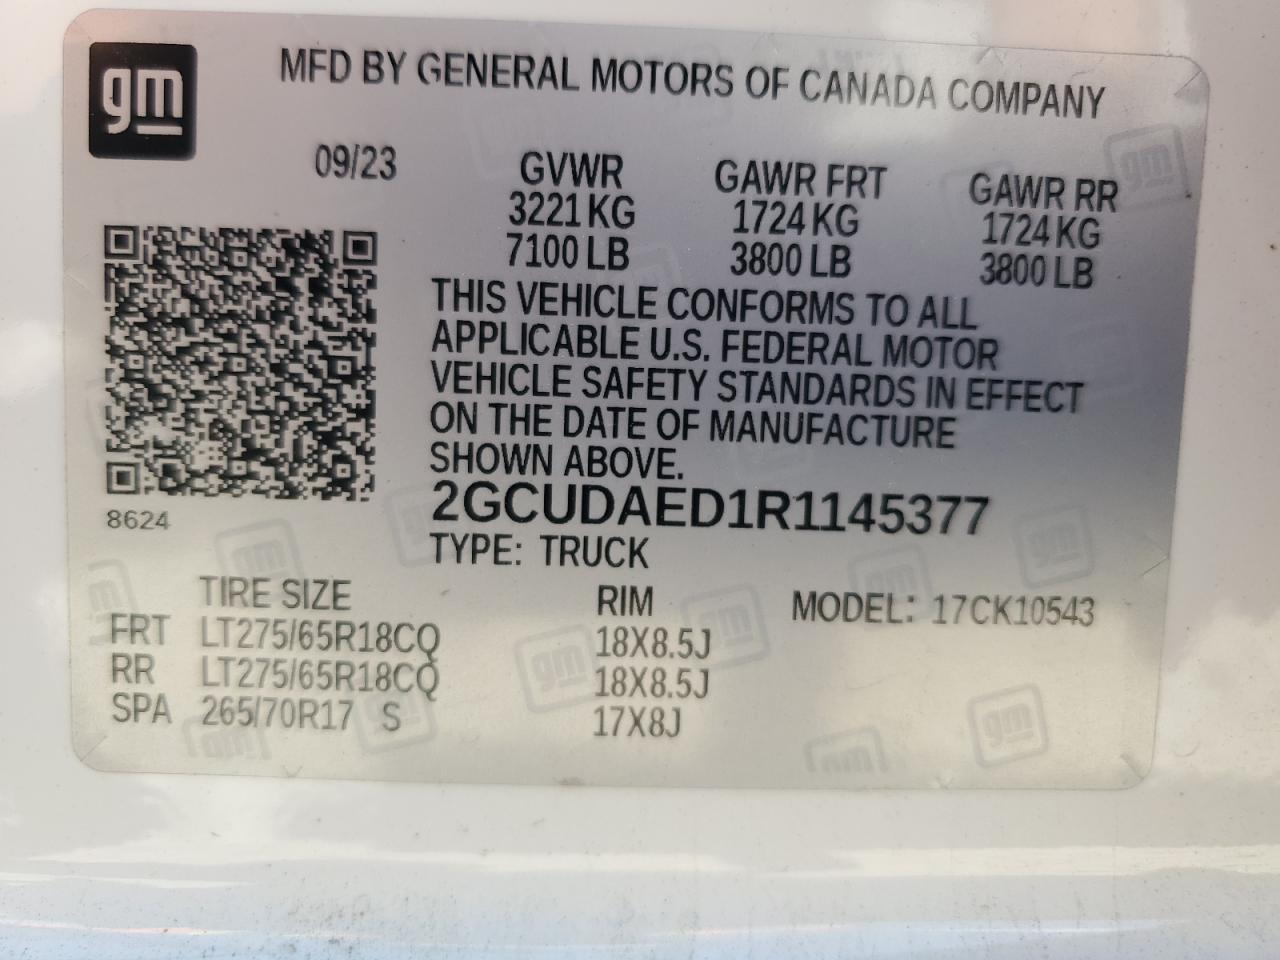 gm
MFD BY GENERAL MOTORS OF CANADA COMPANY
09/23 GVWR GAWR FRT GAWR RR
3221 KG 1724 KG 1724 KG
7100 LB 3800 LB 3800 LB
THIS VEHICLE CONFORMS TO ALL
APPLICABLE U.S. FEDERAL MOTOR
VEHICLE SAFETY STANDARDS IN EFFECT
ON THE DATE OF MANUFACTURE
SHOWN ABOVE.
2GCUDAED1R1145377
8624
TYPE: TRUCK
TIRE SIZE RIM MODEL: 17CK10543
FRT LT275/65R18CQ 18X8.5J
RR LT275/65R18CQ 18X8.5J
SPA 265/70R17 S 17X8J